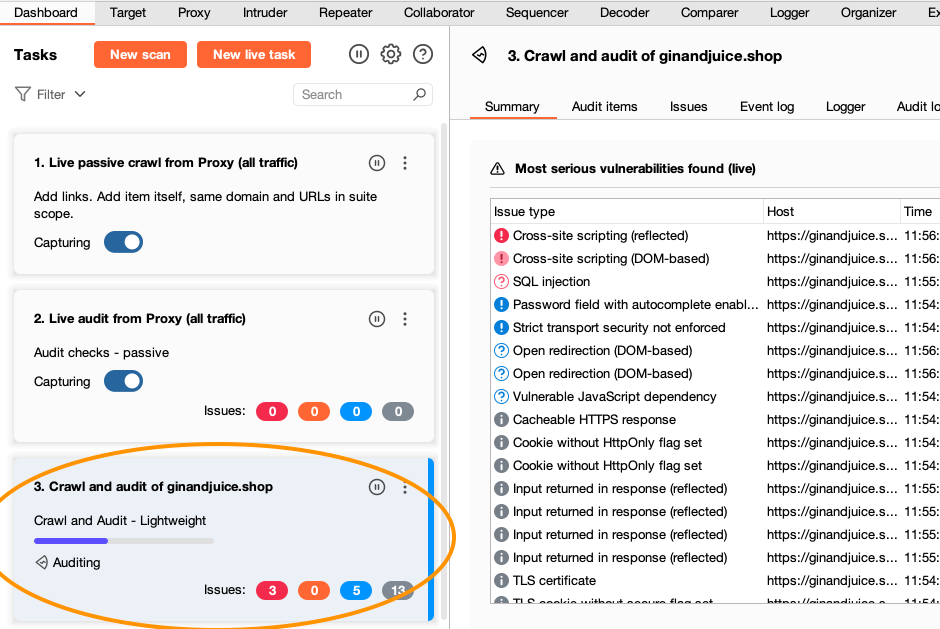 Dashboard Target Proxy Intruder Repeater Collaborator Sequencer Decoder Comparer Logger Organizer
Tasks New scan New live task
Filter Search
1. Live passive crawl from Proxy (all traffic)
Add links. Add item itself, same domain and URLs in suite
scope.
Capturing
2. Live audit from Proxy (all traffic)
Audit checks - passive
Capturing
Issues: 0 0 0 0
3. Crawl and audit of ginandjuice.shop
Crawl and Audit - Lightweight
Auditing
Issues: 3 0 5 13
3. Crawl and audit of ginandjuice.shop
Summary Audit items Issues Event log Logger Audit lo
Most serious vulnerabilities found (live)
Issue type Host Time
Cross-site scripting (reflected) https://ginandjuice.s... 11:56:
Cross-site scripting (DOM-based) https://ginandjuice.s... 11:56:
SQL injection https://ginandjuice.s... 11:55:
Password field with autocomplete enabl... https://ginandjuice.s... 11:54:
Strict transport security not enforced https://ginandjuice.s... 11:54:
Open redirection (DOM-based) https://ginandjuice.s... 11:56:
Open redirection (DOM-based) https://ginandjuice.s... 11:56:
Vulnerable JavaScript dependency https://ginandjuice.s... 11:54:
Cacheable HTTPS response https://ginandjuice.s... 11:54:
Cookie without HttpOnly flag set https://ginandjuice.s... 11:54:
Cookie without HttpOnly flag set https://ginandjuice.s... 11:54:
Input returned in response (reflected) https://ginandjuice.s... 11:55:
Input returned in response (reflected) https://ginandjuice.s... 11:55:
Input returned in response (reflected) https://ginandjuice.s... 11:55:
Input returned in response (reflected) https://ginandjuice.s... 11:55:
TLS certificate https://ginandjuice.s... 11:54:
TLS cookie without secure flag set https://ginandjuice.s... 11:54: